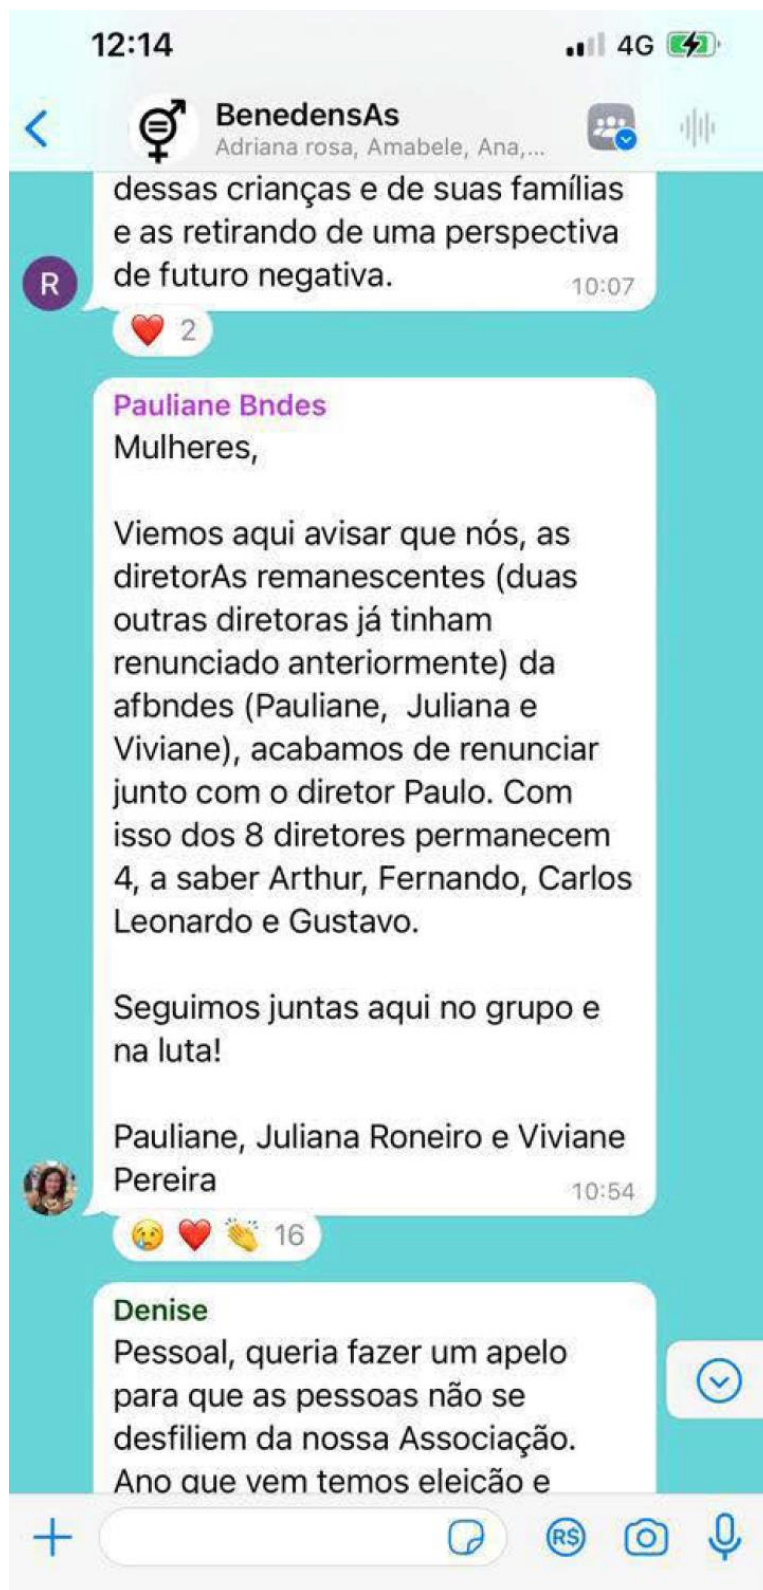 12:14
4G
BenedensAs
Adriana rosa, Amabele, Ana,...
dessas crianças e de suas famílias
e as retirando de uma perspectiva
de futuro negativa.
10:07
R
2
Pauliane Bndes
Mulheres,
Viemos aqui avisar que nós, as
diretorAs remanescentes (duas
outras diretoras já tinham
renunciado anteriormente) da
afbndes (Pauliane, Juliana e
Viviane), acabamos de renunciar
junto com o diretor Paulo. Com
isso dos 8 diretores permanecem
4, a saber Arthur, Fernando, Carlos
Leonardo e Gustavo.
Seguimos juntas aqui no grupo e
na luta!
Pauliane, Juliana Roneiro e Viviane
Pereira
10:54
16
Denise
Pessoal, queria fazer um apelo
para que as pessoas não se
desfiliem da nossa Associação.
Ano que vem temos eleição e
R$